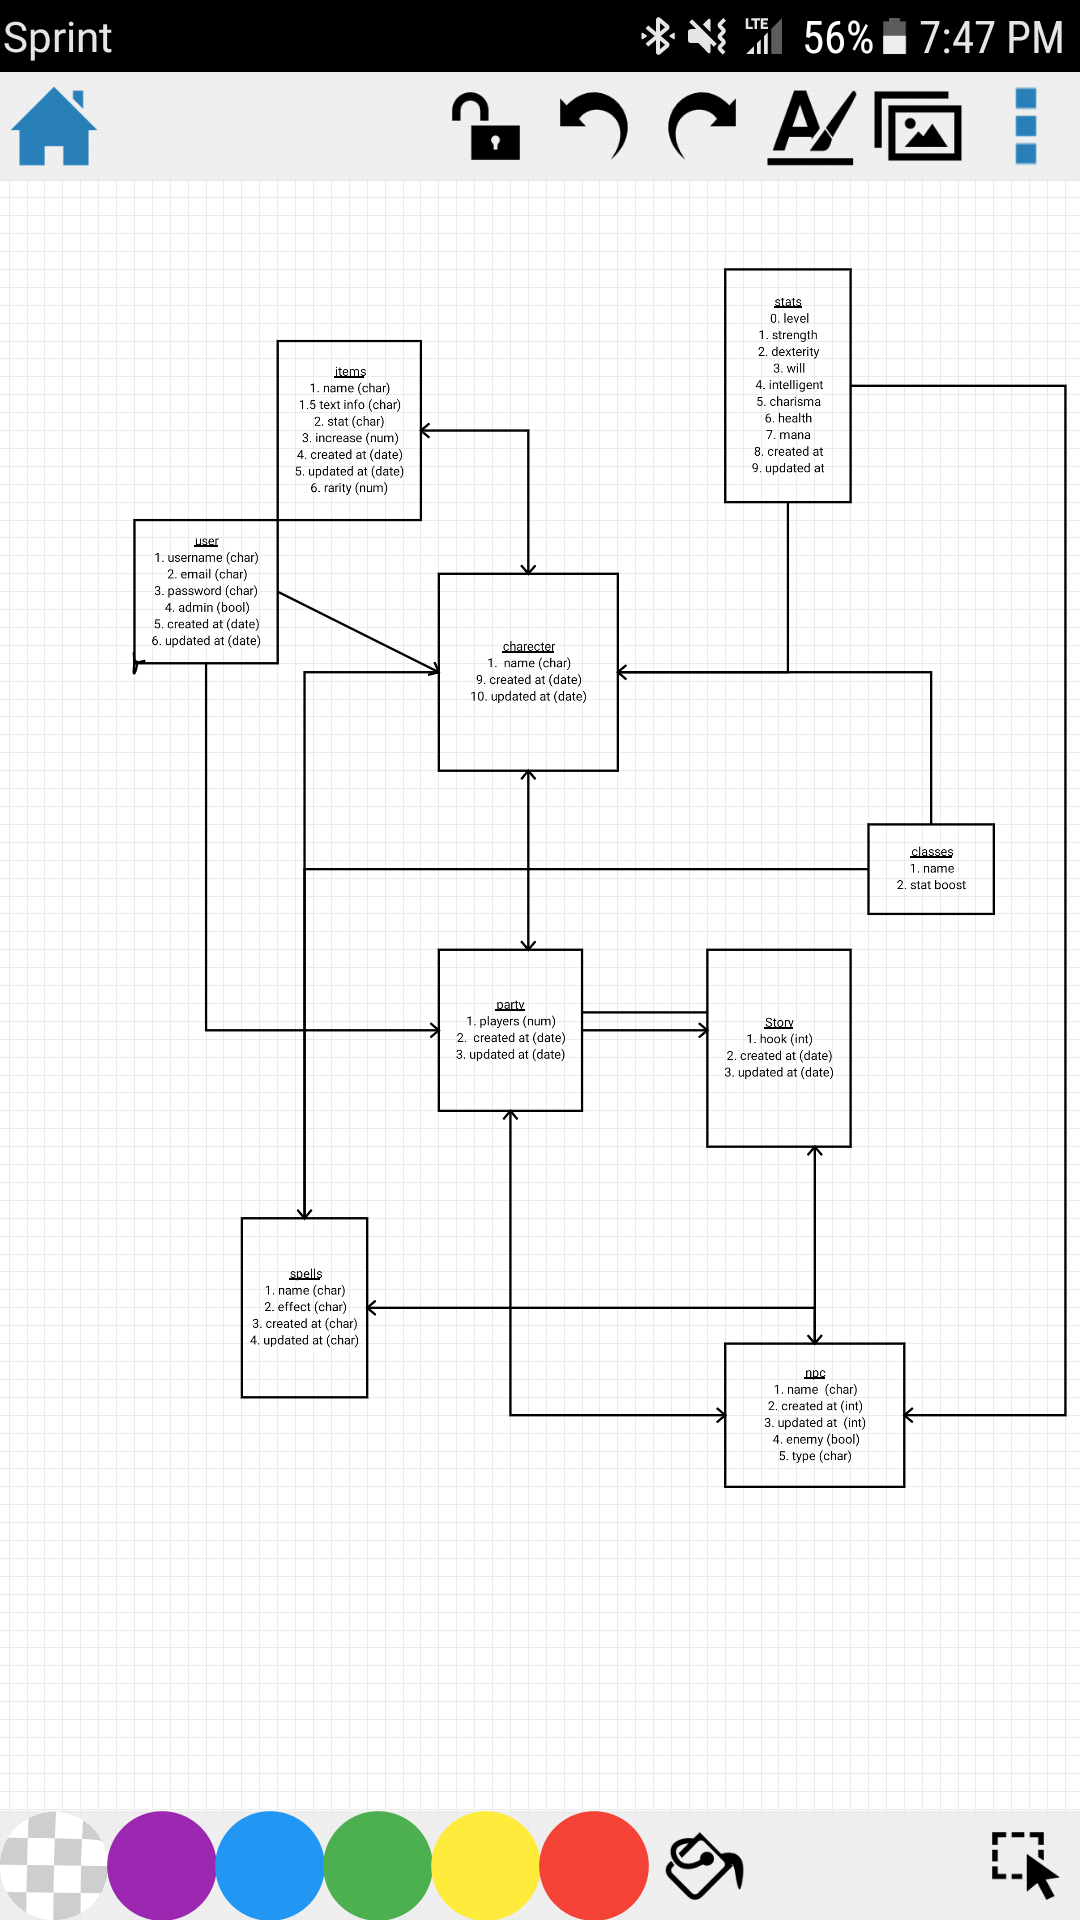 Sprint
LTE
56%
7:47 PM
stats
0. level
1. strength
2. dexterity
3. will
4. intelligent
5. charisma
6. health
7. mana
8. created at
9. updated at
items
1. name (char)
1.5 text info (char)
2. stat (char)
3. increase (num)
4. created at (date)
5. updated at (date)
6. rarity (num)
user
1. username (char)
2. email (char)
3. password (char)
4. admin (bool)
5. created at (date)
6. updated at (date)
charecter
1. name (char)
9. created at (date)
10. updated at (date)
classes
1. name
2. stat boost
party
1. players (num)
2. created at (date)
3. updated at (date)
Story
1. hook (int)
2. created at (date)
3. updated at (date)
spells
1. name (char)
2. effect (char)
3. created at (char)
4. updated at (char)
npc
1. name (char)
2. created at (int)
3. updated at (int)
4. enemy (bool)
5. type (char)